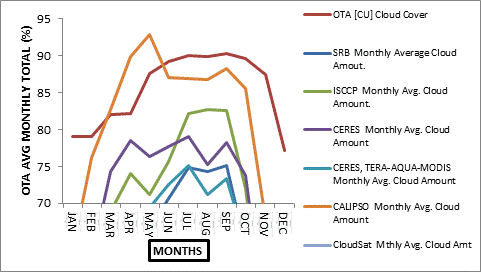 OTA AVG MONTHLY TOTAL (%)
95
90
85
80
75
70
JAN
FEB
MAR
APR
MAY
JUN
JUL
AUG
SEP
OCT
NOV
DEC
MONTHS
OTA [CU] Cloud Cover
SRB Monthly Average Cloud
Amout.
ISCCP Monthly Avg. Cloud
Amount.
CERES Monthly Avg. Cloud
Amount
CERES, TERA-AQUA-MODIS
Monthly Avg. Cloud Amount
CALIPSO Monthly Avg. Cloud
Amount
CloudSat Mthly Avg. Cloud Amt